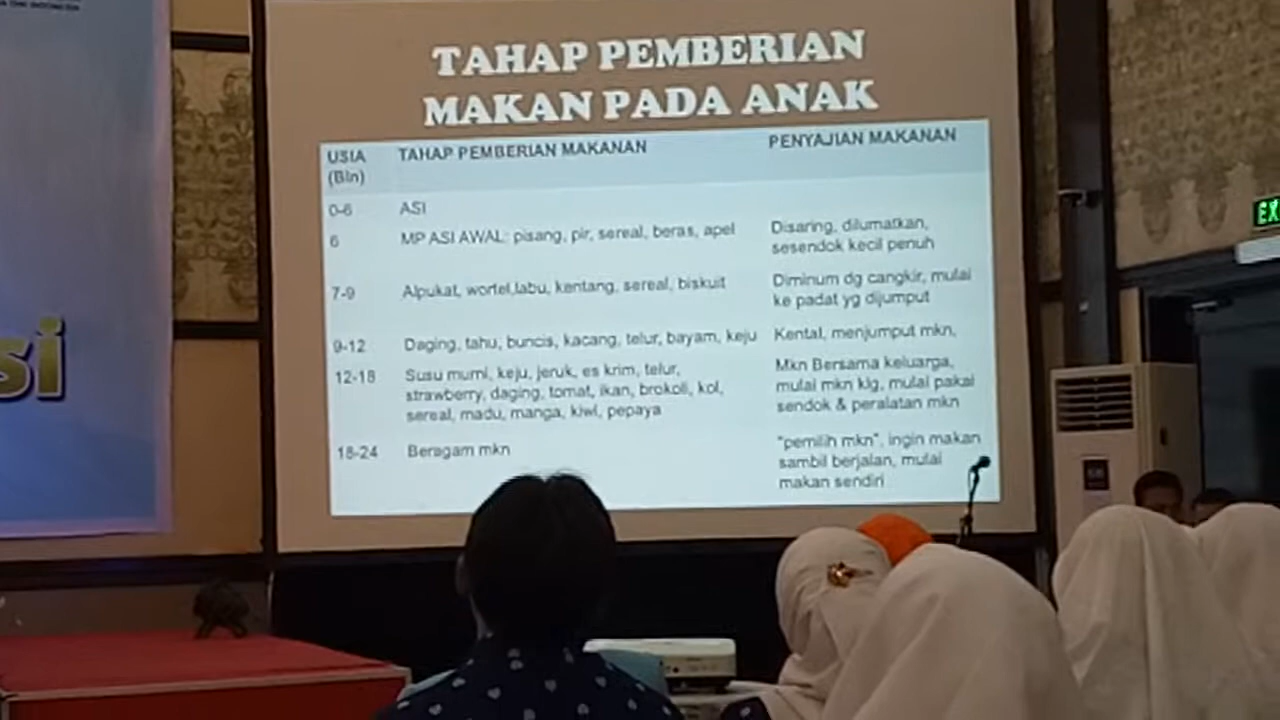 TAHAP PEMBERIAN
MAKAN PADA ANAK
USIA (Bln) TAHAP PEMBERIAN MAKANAN PENYAJIAN MAKANAN
0-6 ASI
6 MP ASI AWAL: pisang, pir, sereal, beras, apel Disaring, dilumatkan,
sesendok kecil penuh
7-9 Alpukat, wortel,labu, kentang, sereal, biskuit Diminum dg cangkir, mulai
ke padat yg dijumput
9-12 Daging, tahu, buncis, kacang, telur, bayam, keju Kental, menjumput mkn,
12-18 Susu murni, keju, jeruk, es krim, telur, Mkn Bersama keluarga,
strawberry, daging, tomat, ikan, brokoli, kol, mulai mkn klg, mulai pakai
sereal, madu, manga, kiwi, pepaya sendok & peralatan mkn
18-24 Beragam mkn "pemilih mkn", ingin makan
sambil berjalan, mulai
makan sendiri
si
EX